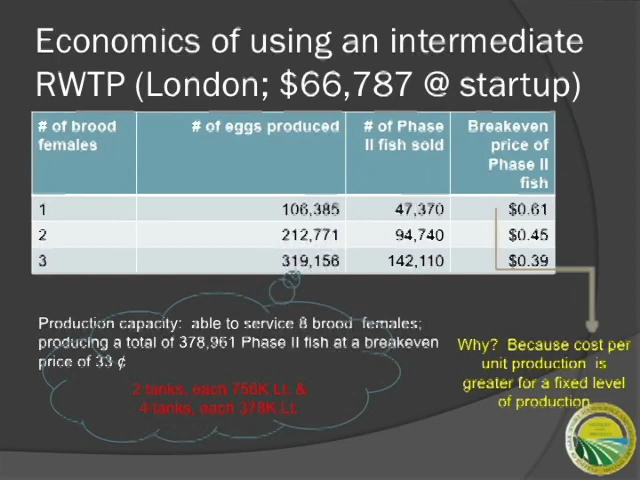 Economics of using an intermediate
RWTP (London; $66,787 @ startup)
# of brood females # of eggs produced # of Phase II fish sold Breakeven price of Phase II fish
1 106,385 47,370 $0.61
2 212,771 94,740 $0.45
3 319,156 142,110 $0.39
Production capacity: able to service 8 brood females;
producing a total of 378,961 Phase II fish at a breakeven
price of 33 ¢
2 tanks, each 756K Lt. &
4 tanks, each 378K Lt.
Why? Because cost per
unit production is
greater for a fixed level
of production.